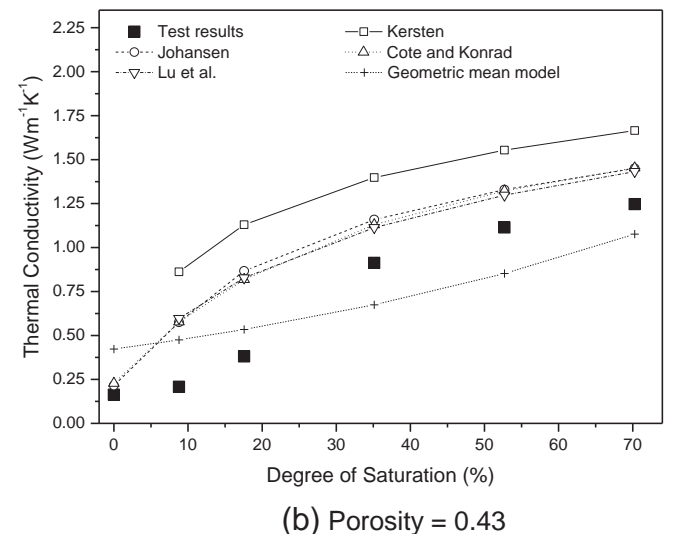 Test results
Kersten
Johansen
Cote and Konrad
Lu et al.
Geometric mean model
2.25
2.00
1.75
1.50
1.25
1.00
0.75
0.50
0.25
0.00
Thermal Conductivity (Wm⁻¹K⁻¹)
0 10 20 30 40 50 60 70
Degree of Saturation (%)
(b) Porosity = 0.43